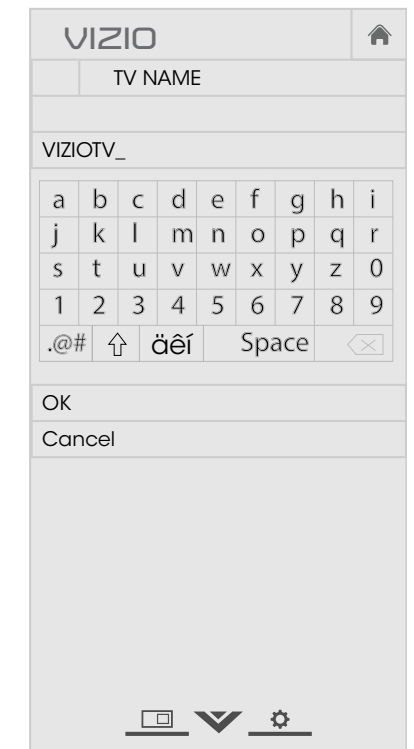 VIZIO
TV NAME
VIZIOTV_
a b c d e f g h i
j k l m n o p q r
s t u v w x y z 0
1 2 3 4 5 6 7 8 9
.@# äêí Space
OK
Cancel